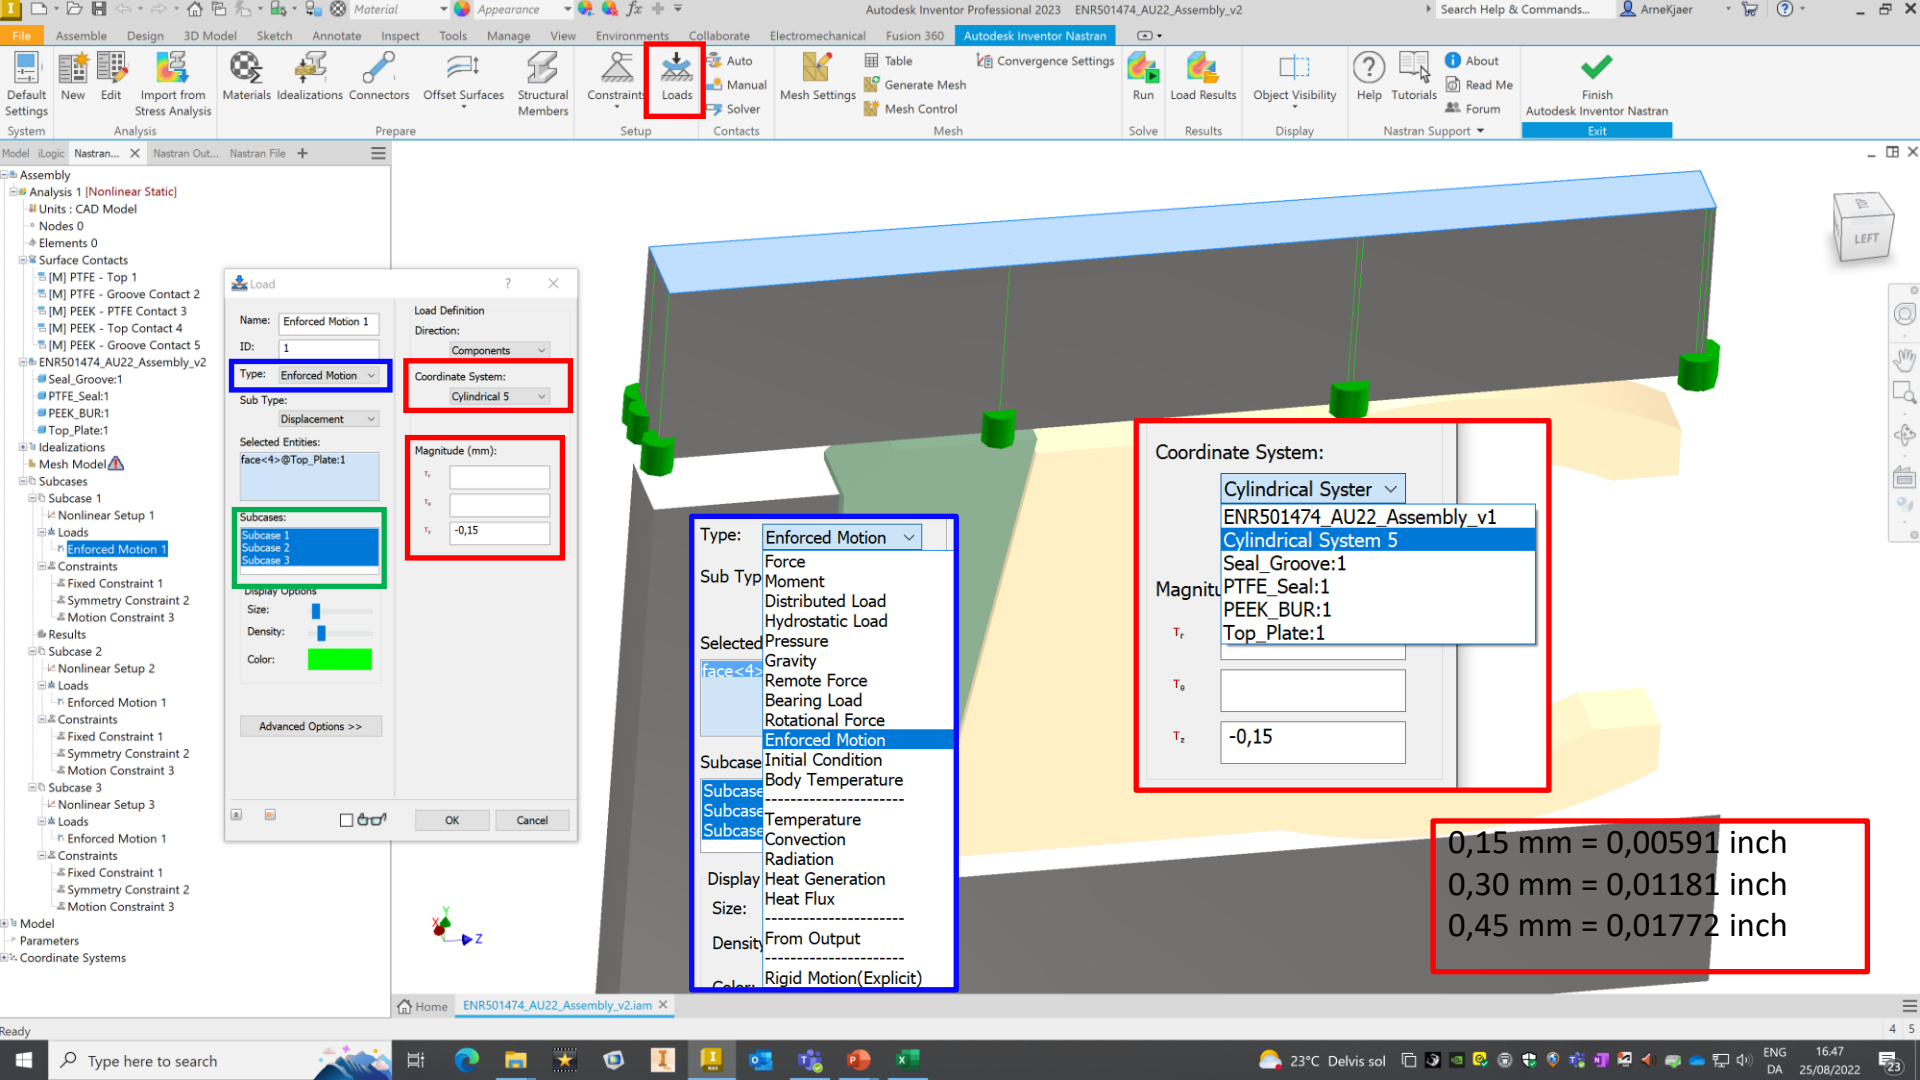 Material
Appearance
Autodesk Inventor Professional 2023 ENR501474_AU22_Assembly_v2
Search Help & Commands...
ArneKjaer
File Assemble Design 3D Model Sketch Annotate Inspect Tools Manage View Environments Collaborate Electromechanical Fusion 360 Autodesk Inventor Nastran
Default Settings
New
Edit
Import from Stress Analysis
Materials
Idealizations
Connectors
Offset Surfaces
Structural Members
Constraints
Loads
Auto
Manual
Solver
Mesh Settings
Table
Generate Mesh
Mesh Control
Convergence Settings
Run
Load Results
Object Visibility
Help
Tutorials
About
Read Me
Forum
Finish
Autodesk Inventor Nastran
System Analysis Prepare Setup Contacts Mesh Solve Results Display Nastran Support Exit
Model iLogic Nastran... Nastran Out... Nastran File
Assembly
Analysis 1 [Nonlinear Static]
Units : CAD Model
Nodes 0
Elements 0
Surface Contacts
[M] PTFE - Top 1
[M] PTFE - Groove Contact 2
[M] PEEK - PTFE Contact 3
[M] PEEK - Top Contact 4
[M] PEEK - Groove Contact 5
ENR501474_AU22_Assembly_v2
Seal_Groove:1
PTFE_Seal:1
PEEK_BUR:1
Top_Plate:1
Idealizations
Mesh Model
Subcases
Subcase 1
Nonlinear Setup 1
Loads
Enforced Motion 1
Constraints
Fixed Constraint 1
Symmetry Constraint 2
Motion Constraint 3
Results
Subcase 2
Nonlinear Setup 2
Loads
Enforced Motion 1
Constraints
Fixed Constraint 1
Symmetry Constraint 2
Motion Constraint 3
Subcase 3
Nonlinear Setup 3
Loads
Enforced Motion 1
Constraints
Fixed Constraint 1
Symmetry Constraint 2
Motion Constraint 3
Model
Parameters
Coordinate Systems
Load
Name: Enforced Motion 1
ID: 1
Type: Enforced Motion
Sub Type:
Displacement
Selected Entities:
face<4>@Top_Plate:1
Subcases:
Subcase 1
Subcase 2
Subcase 3
Display Options
Size:
Density:
Color:
Advanced Options >>
Load Definition
Direction:
Components
Coordinate System:
Cylindrical 5
Magnitude (mm):
Tr
Tθ
Tz -0,15
OK Cancel
Type: Enforced Motion
Sub Typ
Selected
face<4>
Subcase
Subcase
Subcase
Subcase
Display
Size:
Density
Color:
Force
Moment
Distributed Load
Hydrostatic Load
Pressure
Gravity
Remote Force
Bearing Load
Rotational Force
Enforced Motion
Initial Condition
Body Temperature
----------------------
Temperature
Convection
Radiation
Heat Generation
Heat Flux
----------------------
From Output
----------------------
Rigid Motion(Explicit)
Coordinate System:
Cylindrical Syster
ENR501474_AU22_Assembly_v1
Cylindrical System 5
Seal_Groove:1
PTFE_Seal:1
PEEK_BUR:1
Top_Plate:1
Magnitu
Tr
Tθ
Tz -0,15
0,15 mm = 0,00591 inch
0,30 mm = 0,01181 inch
0,45 mm = 0,01772 inch
LEFT
X Y Z
Home ENR501474_AU22_Assembly_v2.iam
Ready
4 5
Type here to search
23°C Delvis sol
ENG
DA
16.47
25/08/2022
23